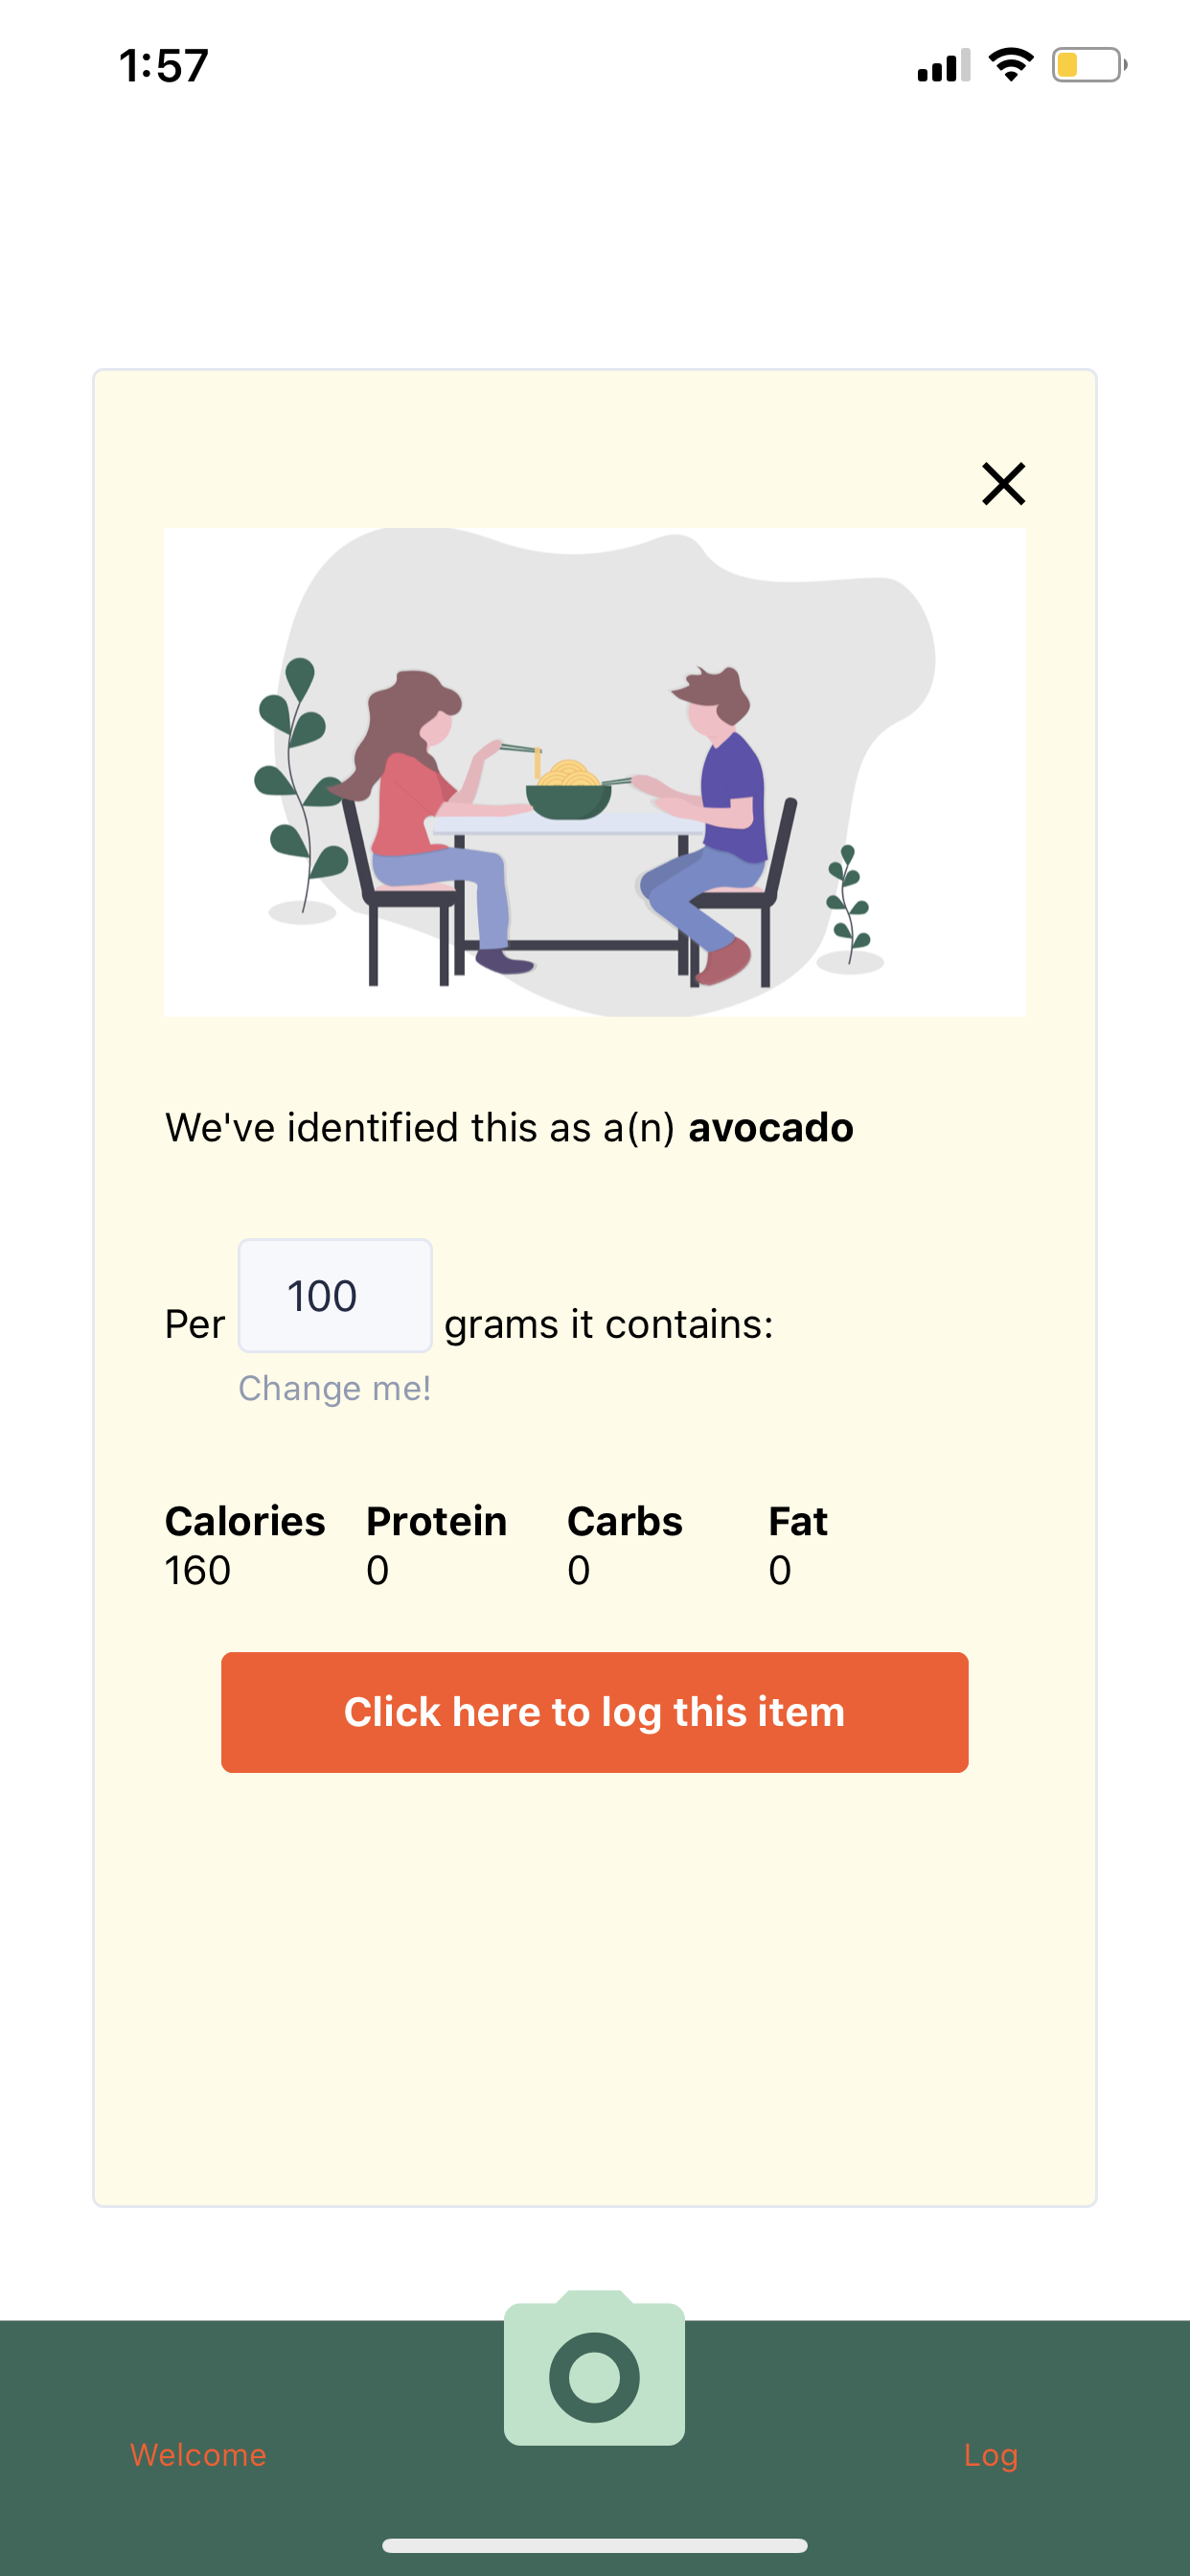 1:57
We've identified this as a(n) avocado
Per 100 grams it contains:
Change me!
Calories Protein Carbs Fat
160 0 0 0
Click here to log this item
Welcome Log